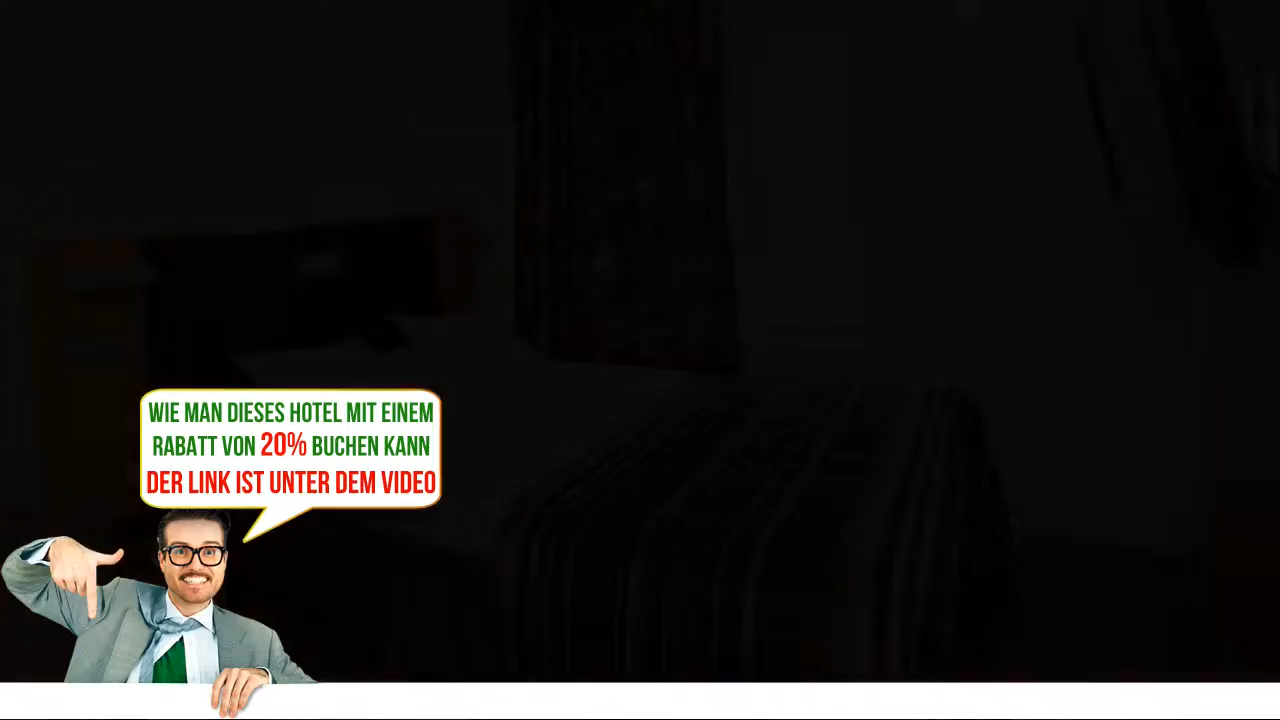 WIE MAN DIESES HOTEL MIT EINEM
RABATT VON 20% BUCHEN KANN
DER LINK IST UNTER DEM VIDEO